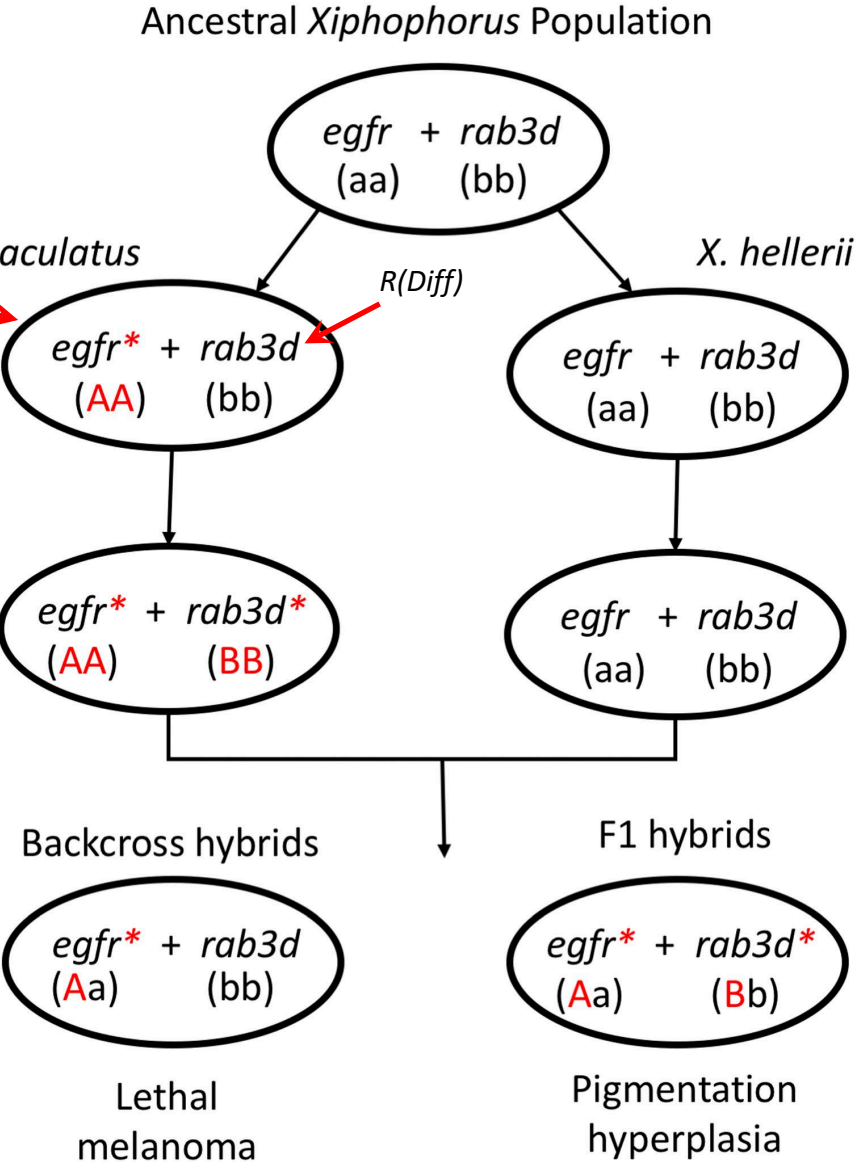 Ancestral Xiphophorus Population
egfr + rab3d
(aa) (bb)
aculatus
X. hellerii
R(Diff)
egfr* + rab3d
(AA) (bb)
egfr + rab3d
(aa) (bb)
egfr* + rab3d*
(AA) (BB)
egfr + rab3d
(aa) (bb)
Backcross hybrids
F1 hybrids
egfr* + rab3d
(Aa) (bb)
egfr* + rab3d*
(Aa) (Bb)
Lethal
melanoma
Pigmentation
hyperplasia